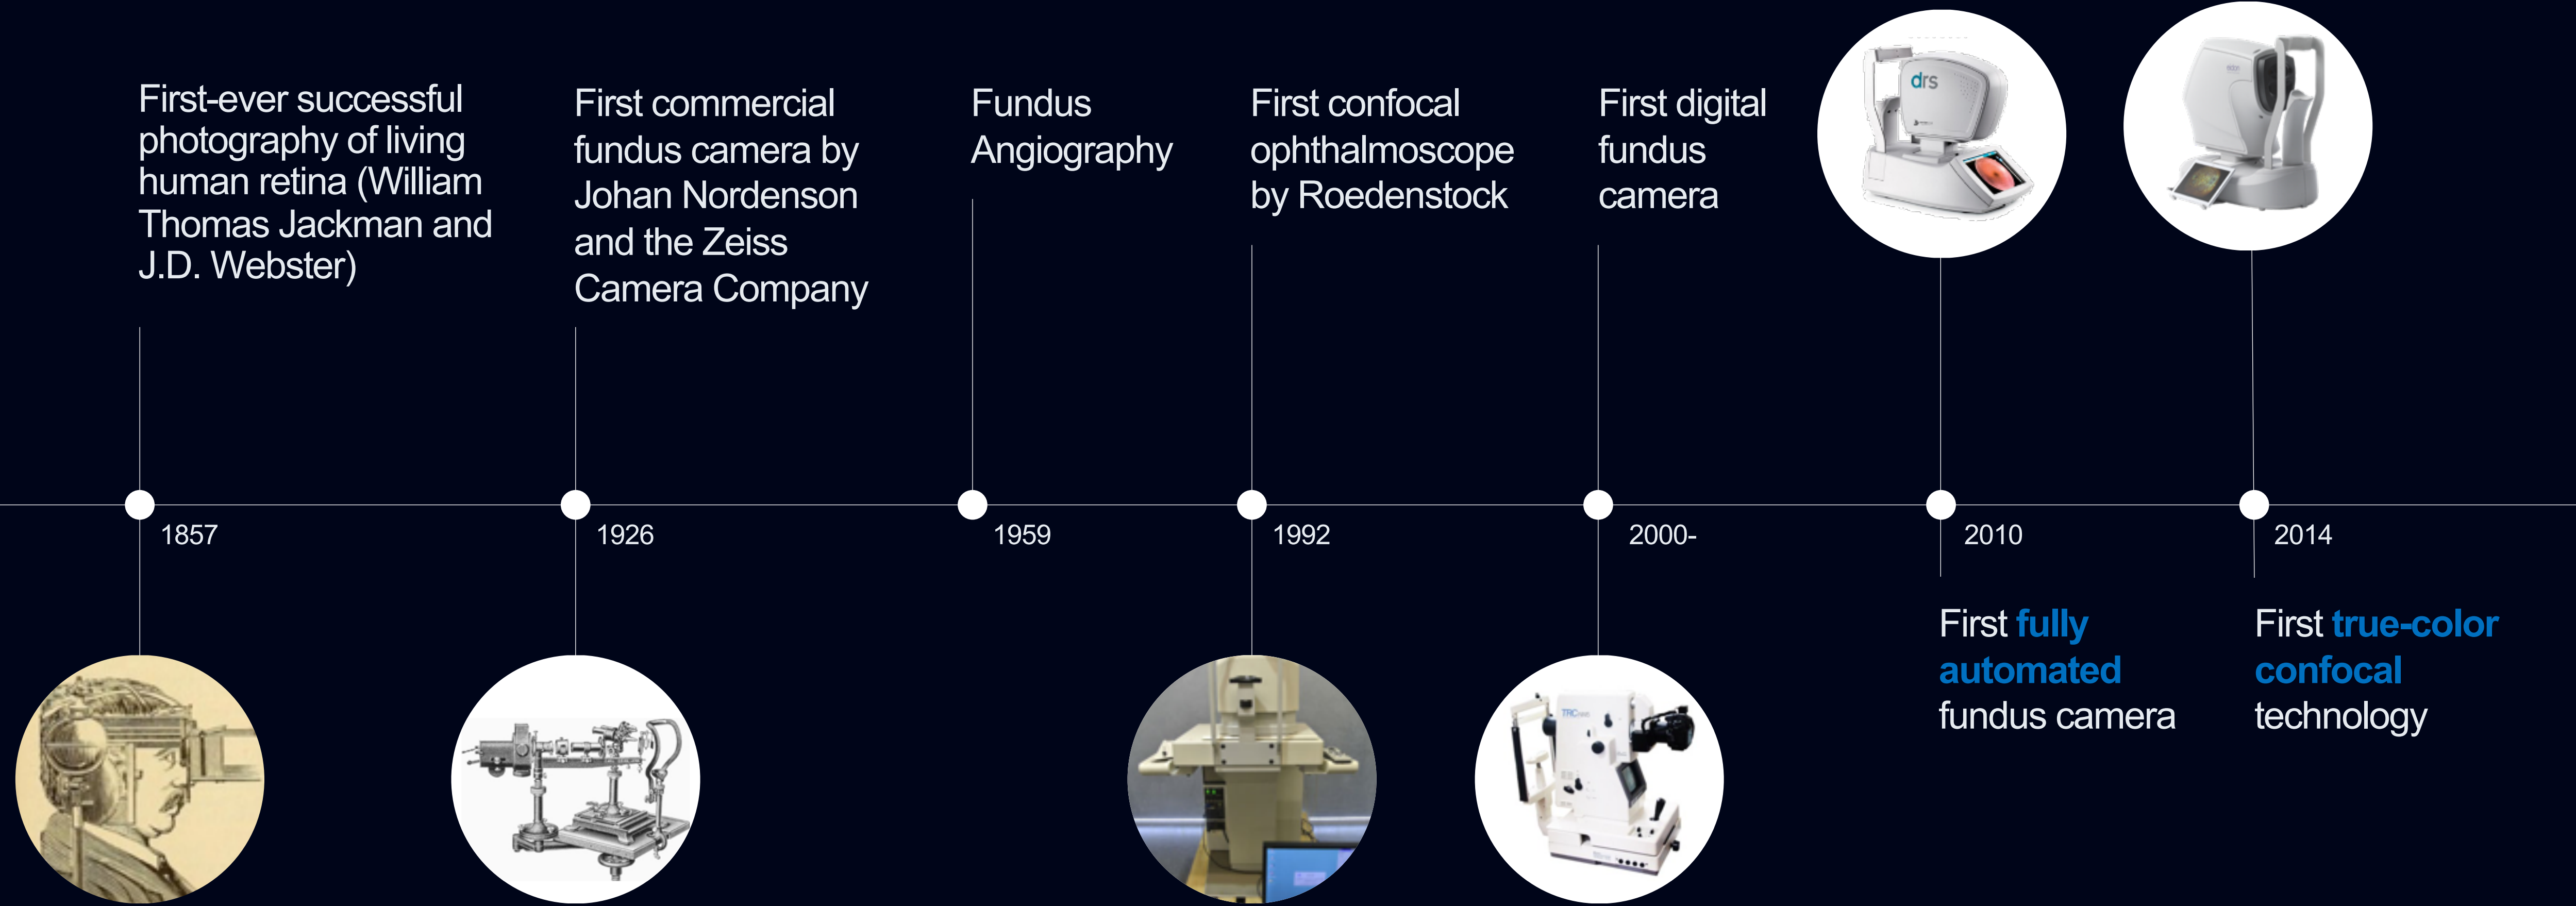 First-ever successful
photography of living
human retina (William
Thomas Jackman and
J.D. Webster)
1857
First commercial
fundus camera by
Johan Nordenson
and the Zeiss
Camera Company
1926
Fundus
Angiography
1959
First confocal
ophthalmoscope
by Roedenstock
1992
First digital
fundus
camera
2000-
TRC
drs
2010
First fully
automated
fundus camera
2014
First true-color
confocal
technology